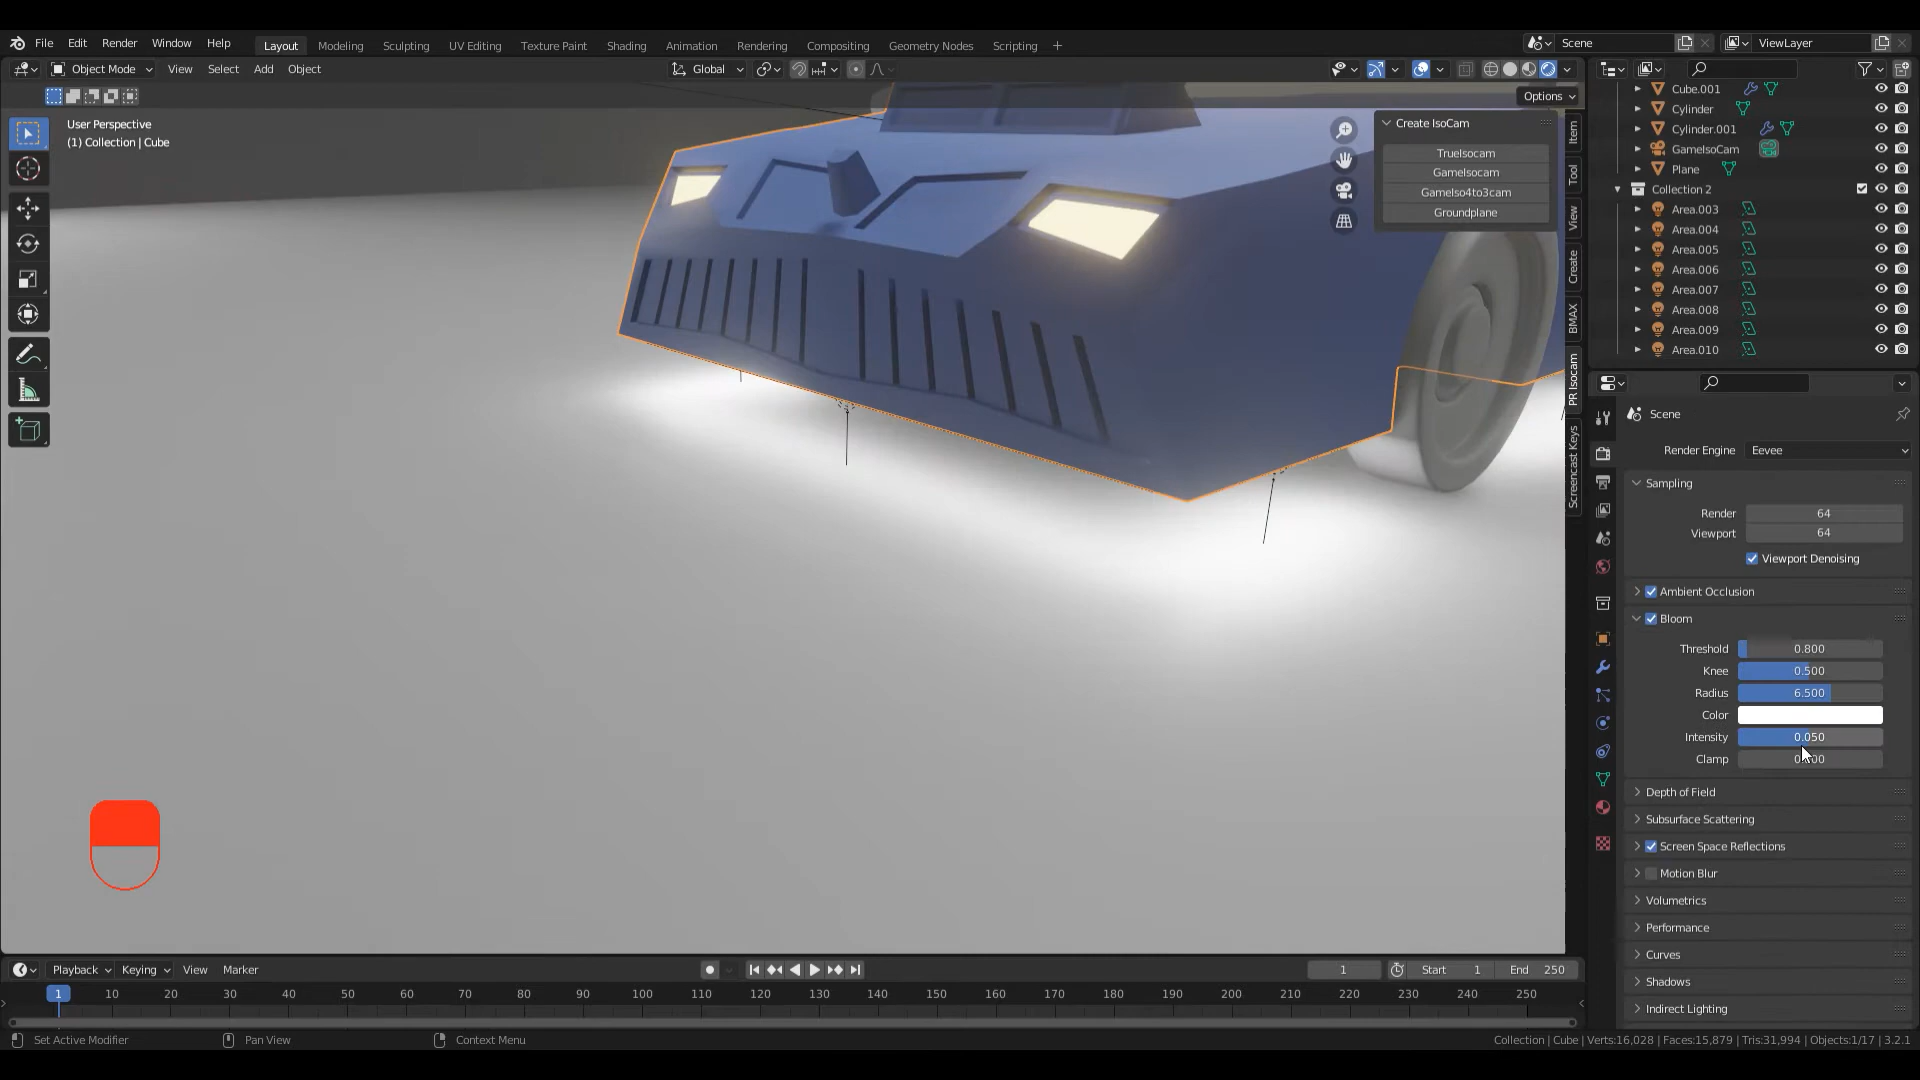 File Edit Render Window Help Layout Modeling Sculpting UV Editing Texture Paint Shading Animation Rendering Compositing Geometry Nodes Scripting + Scene ViewLayer
Object Mode View Select Add Object Global
Options
User Perspective
(1) Collection | Cube
Create IsoCam
TrueIsocam
GameIsocam
GameIso4to3cam
Groundplane
Item
Tool
View
Create
BMAX
PR Isocam
Screencast Keys
Cube.001
Cylinder
Cylinder.001
GameIsoCam
Plane
Collection 2
Area.003
Area.004
Area.005
Area.006
Area.007
Area.008
Area.009
Area.010
Scene
Render Engine Eevee
Sampling
Render 64
Viewport 64
Viewport Denoising
Ambient Occlusion
Bloom
Threshold 0.800
Knee 0.500
Radius 6.500
Color
Intensity 0.050
Clamp
Depth of Field
Subsurface Scattering
Screen Space Reflections
Motion Blur
Volumetrics
Performance
Curves
Shadows
Indirect Lighting
Playback Keying View Marker 1 Start 1 End 250
1 10 20 30 40 50 60 70 80 90 100 110 120 130 140 150 160 170 180 190 200 210 220 230 240 250
Set Active Modifier Pan View Context Menu Collection | Cube | Verts:16,028 | Faces:15,879 | Tris:31,994 | Objects:1/17 | 3.2.1